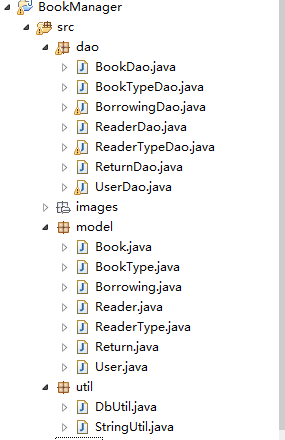 BookManager
src
dao
BookDao.java
BookTypeDao.java
BorrowingDao.java
ReaderDao.java
ReaderTypeDao.java
ReturnDao.java
UserDao.java
images
model
Book.java
BookType.java
Borrowing.java
Reader.java
ReaderType.java
Return.java
User.java
util
DbUtil.java
StringUtil.java